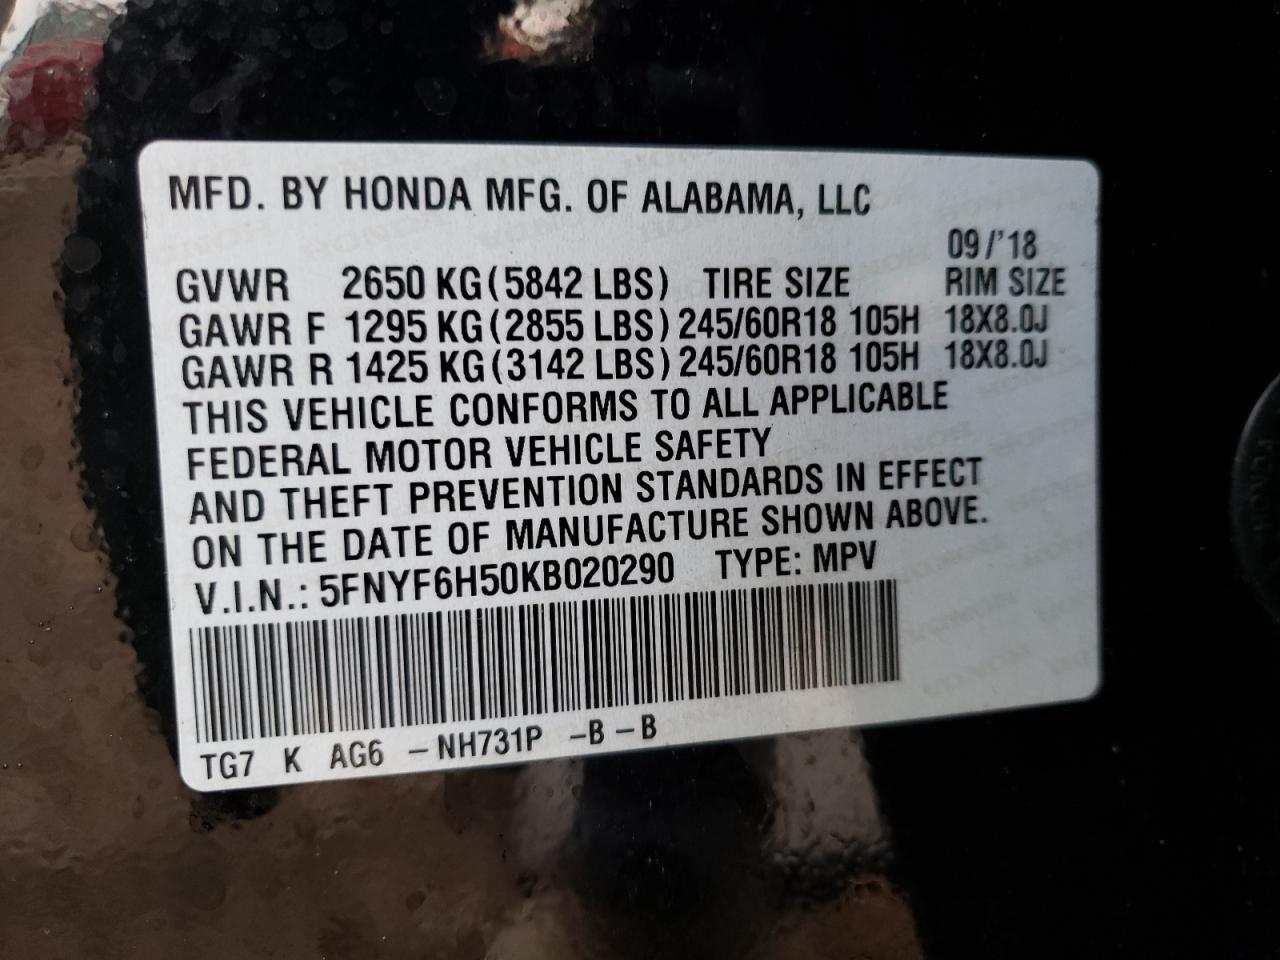 MFD. BY HONDA MFG. OF ALABAMA, LLC
09/'18
GVWR 2650 KG (5842 LBS) TIRE SIZE RIM SIZE
GAWR F 1295 KG (2855 LBS) 245/60R18 105H 18X8.0J
GAWR R 1425 KG (3142 LBS) 245/60R18 105H 18X8.0J
THIS VEHICLE CONFORMS TO ALL APPLICABLE
FEDERAL MOTOR VEHICLE SAFETY
AND THEFT PREVENTION STANDARDS IN EFFECT
ON THE DATE OF MANUFACTURE SHOWN ABOVE.
V.I.N.: 5FNYF6H50KB020290 TYPE: MPV
TG7 K AG6 -NH731P -B-B